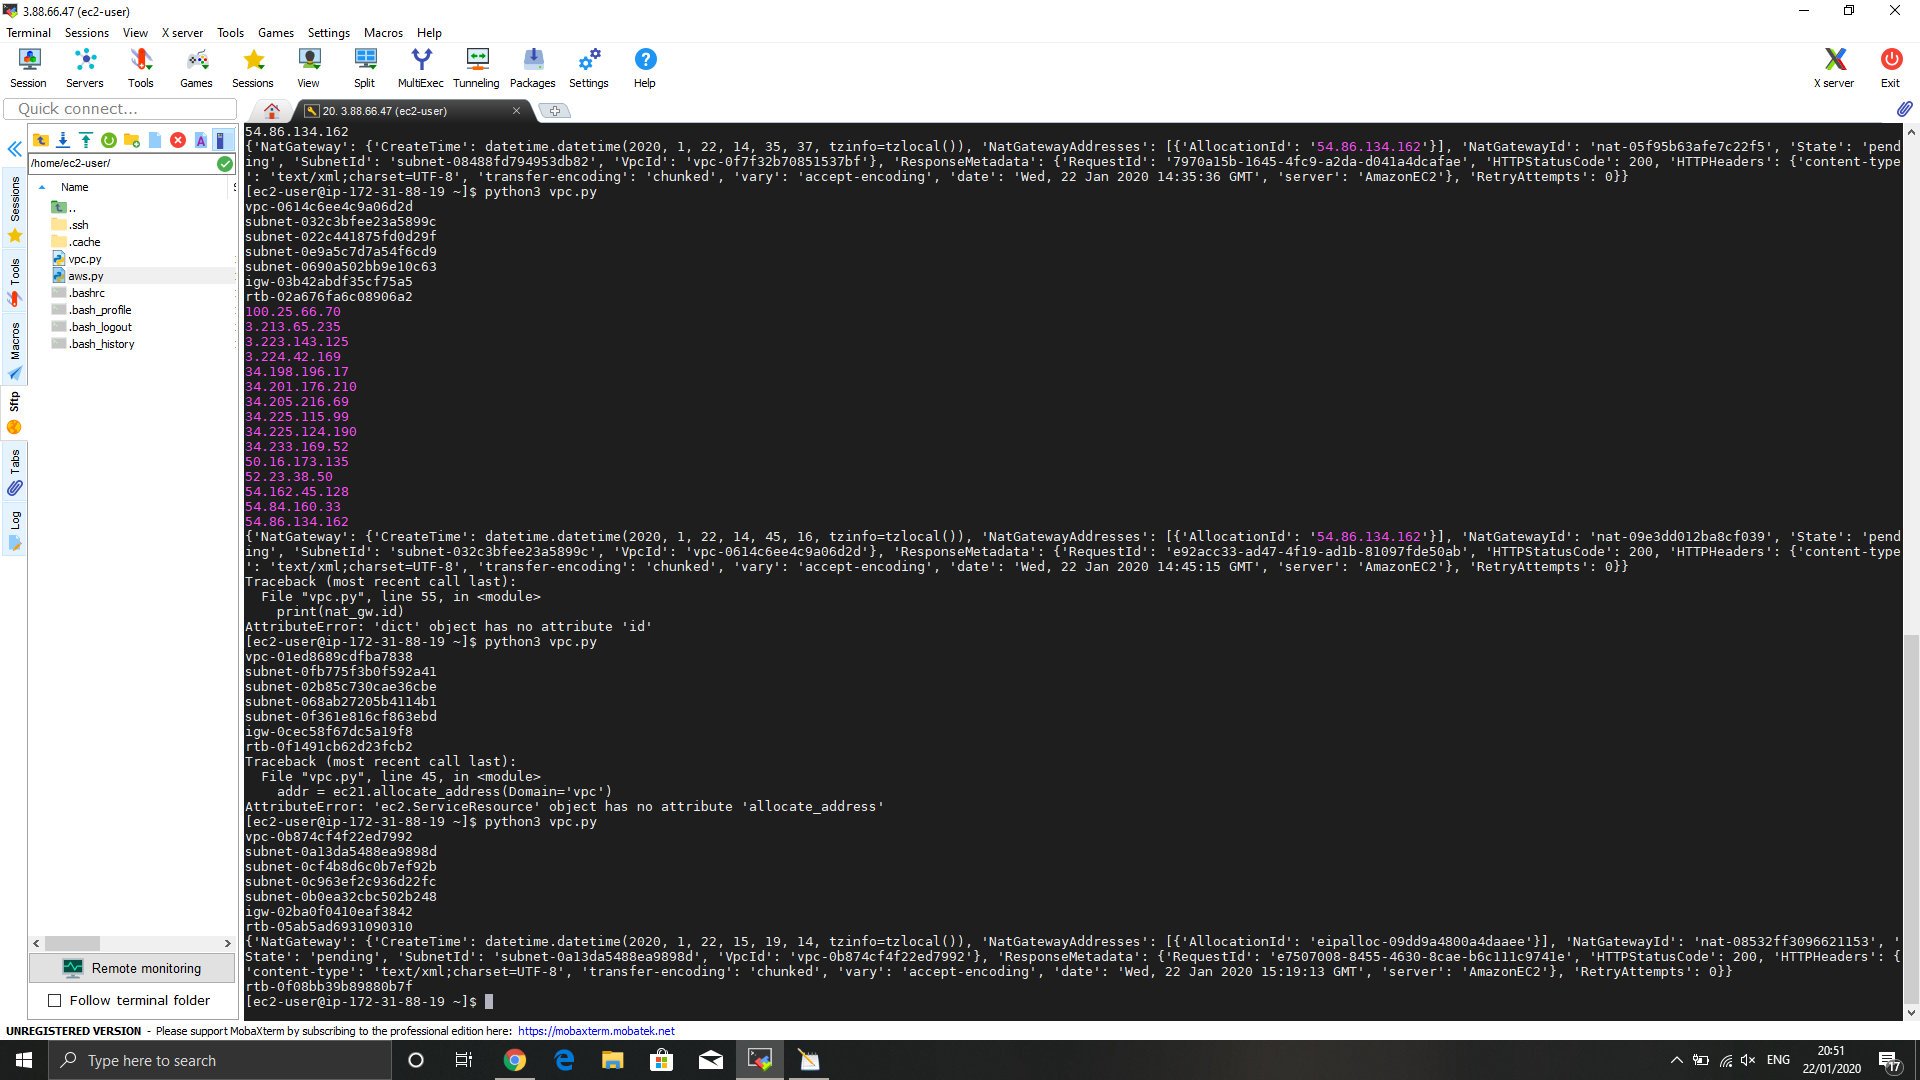 3.88.66.47 (ec2-user)
Terminal Sessions View X server Tools Games Settings Macros Help
Session Servers Tools Games Sessions View Split MultiExec Tunneling Packages Settings Help X server Exit
Quick connect...
20. 3.88.66.47 (ec2-user)
/home/ec2-user/
Name
..
.ssh
.cache
vpc.py
aws.py
.bashrc
.bash_profile
.bash_logout
.bash_history
Sessions
Tools
Macros
Sftp
Tabs
Log
54.86.134.162
{'NatGateway': {'CreateTime': datetime.datetime(2020, 1, 22, 14, 35, 37, tzinfo=tzlocal()), 'NatGatewayAddresses': [{'AllocationId': '54.86.134.162'}], 'NatGatewayId': 'nat-05f95b63afe7c22f5', 'State': 'pend
ing', 'SubnetId': 'subnet-08488fd794953db82', 'VpcId': 'vpc-0f7f32b70851537bf'}, 'ResponseMetadata': {'RequestId': '7970a15b-1645-4fc9-a2da-d041a4dcafae', 'HTTPStatusCode': 200, 'HTTPHeaders': {'content-type
': 'text/xml;charset=UTF-8', 'transfer-encoding': 'chunked', 'vary': 'accept-encoding', 'date': 'Wed, 22 Jan 2020 14:35:36 GMT', 'server': 'AmazonEC2'}, 'RetryAttempts': 0}}
[ec2-user@ip-172-31-88-19 ~]$ python3 vpc.py
vpc-0614c6ee4c9a06d2d
subnet-032c3bfee23a5899c
subnet-022c441875fd0d29f
subnet-0e9a5c7d7a54f6cd9
subnet-0690a502bb9e10c63
igw-03b42abdf35cf75a5
rtb-02a676fa6c08906a2
100.25.66.70
3.213.65.235
3.223.143.125
3.224.42.169
34.198.196.17
34.201.176.210
34.205.216.69
34.225.115.99
34.225.124.190
34.233.169.52
50.16.173.135
52.23.38.50
54.162.45.128
54.84.160.33
54.86.134.162
{'NatGateway': {'CreateTime': datetime.datetime(2020, 1, 22, 14, 45, 16, tzinfo=tzlocal()), 'NatGatewayAddresses': [{'AllocationId': '54.86.134.162'}], 'NatGatewayId': 'nat-09e3dd012ba8cf039', 'State': 'pend
ing', 'SubnetId': 'subnet-032c3bfee23a5899c', 'VpcId': 'vpc-0614c6ee4c9a06d2d'}, 'ResponseMetadata': {'RequestId': 'e92acc33-ad47-4f19-ad1b-81097fde50ab', 'HTTPStatusCode': 200, 'HTTPHeaders': {'content-type
': 'text/xml;charset=UTF-8', 'transfer-encoding': 'chunked', 'vary': 'accept-encoding', 'date': 'Wed, 22 Jan 2020 14:45:15 GMT', 'server': 'AmazonEC2'}, 'RetryAttempts': 0}}
Traceback (most recent call last):
  File "vpc.py", line 55, in <module>
    print(nat_gw.id)
AttributeError: 'dict' object has no attribute 'id'
[ec2-user@ip-172-31-88-19 ~]$ python3 vpc.py
vpc-01ed8689cdfba7838
subnet-0fb775f3b0f592a41
subnet-02b85c730cae36cbe
subnet-068ab27205b4114b1
subnet-0f361e816cf863ebd
igw-0cec58f67dc5a19f8
rtb-0f1491cb62d23fcb2
Traceback (most recent call last):
  File "vpc.py", line 45, in <module>
    addr = ec21.allocate_address(Domain='vpc')
AttributeError: 'ec2.ServiceResource' object has no attribute 'allocate_address'
[ec2-user@ip-172-31-88-19 ~]$ python3 vpc.py
vpc-0b874cf4f22ed7992
subnet-0a13da5488ea9898d
subnet-0cf4b8d6c0b7ef92b
subnet-0c963ef2c936d22fc
subnet-0b0ea32cbc502b248
igw-02ba0f0410eaf3842
rtb-05ab5ad6931090310
{'NatGateway': {'CreateTime': datetime.datetime(2020, 1, 22, 15, 19, 14, tzinfo=tzlocal()), 'NatGatewayAddresses': [{'AllocationId': 'eipalloc-09dd9a4800a4daaee'}], 'NatGatewayId': 'nat-08532ff3096621153', '
State': 'pending', 'SubnetId': 'subnet-0a13da5488ea9898d', 'VpcId': 'vpc-0b874cf4f22ed7992'}, 'ResponseMetadata': {'RequestId': 'e7507008-8455-4630-8cae-b6c111c9741e', 'HTTPStatusCode': 200, 'HTTPHeaders': {
'content-type': 'text/xml;charset=UTF-8', 'transfer-encoding': 'chunked', 'vary': 'accept-encoding', 'date': 'Wed, 22 Jan 2020 15:19:13 GMT', 'server': 'AmazonEC2'}, 'RetryAttempts': 0}}
rtb-0f08bb39b89880b7f
[ec2-user@ip-172-31-88-19 ~]$
Remote monitoring
Follow terminal folder
UNREGISTERED VERSION - Please support MobaXterm by subscribing to the professional edition here: https://mobaxterm.mobatek.net
Type here to search
ENG
20:51
22/01/2020
17